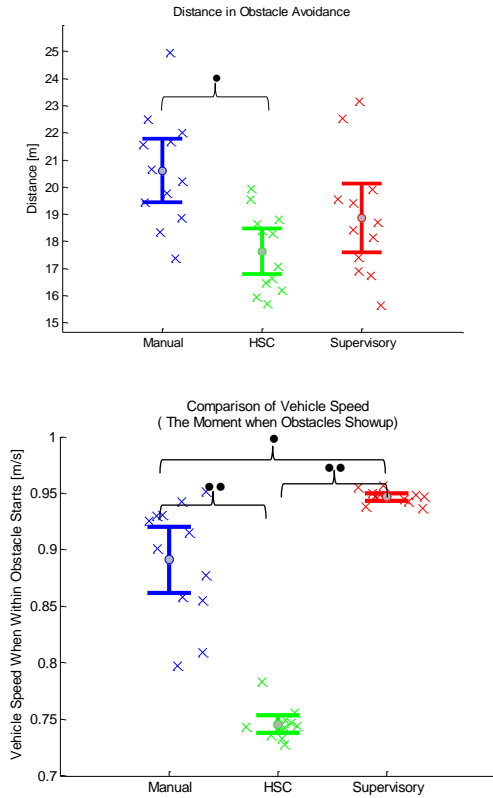 Distance in Obstacle Avoidance
25
24
23
22
21
20
19
18
17
16
15
Distance [m]
Manual HSC Supervisory
Comparison of Vehicle Speed
( The Moment when Obstacles Showup)
1
0.95
0.9
0.85
0.8
0.75
0.7
Vehicle Speed When Within Obstacle Starts [m/s]
Manual HSC Supervisory